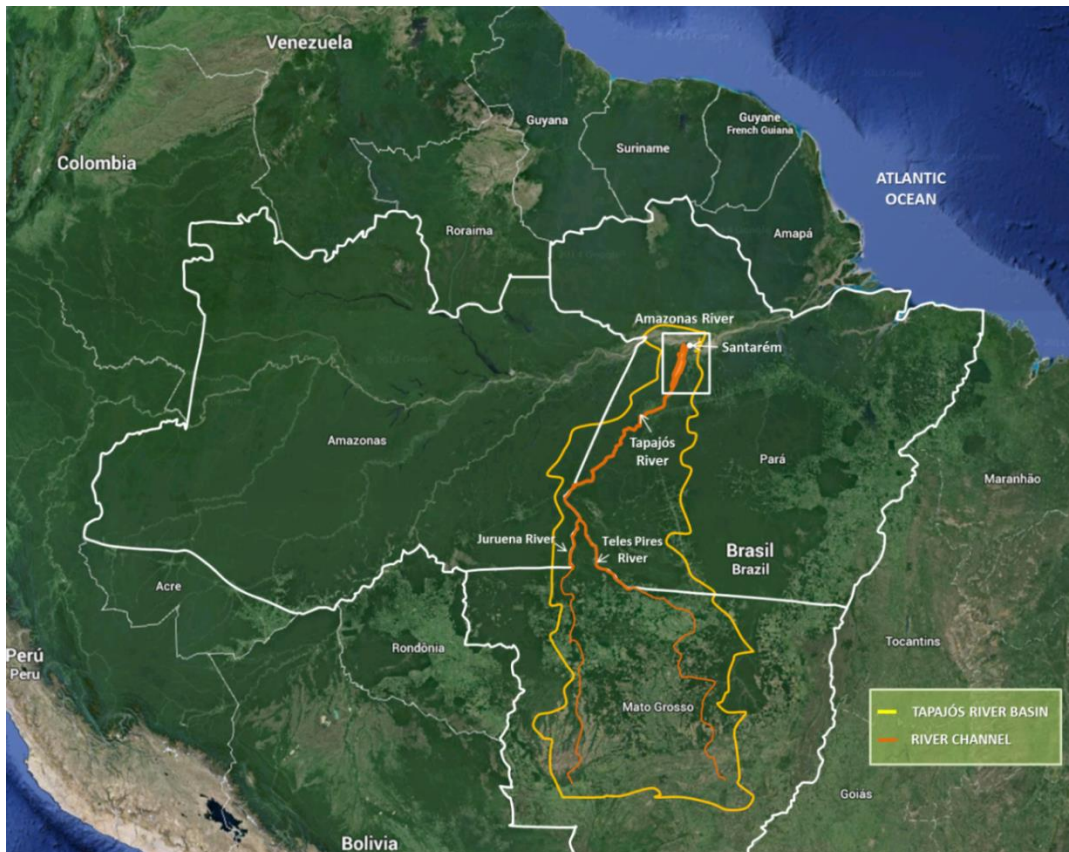 Venezuela
Colombia
Guyana
Suriname
Guyane
French Guiana
ATLANTIC
OCEAN
Roraima
Amapá
Amazonas River
Santarém
Amazonas
Tapajós
River
Pará
Maranhão
Juruena River
Teles Pires
River
Brasil
Brazil
Acre
Rondônia
Tocantins
Perú
Peru
Mato Grosso
TAPAJÓS RIVER BASIN
RIVER CHANNEL
Goiás
Bolivia